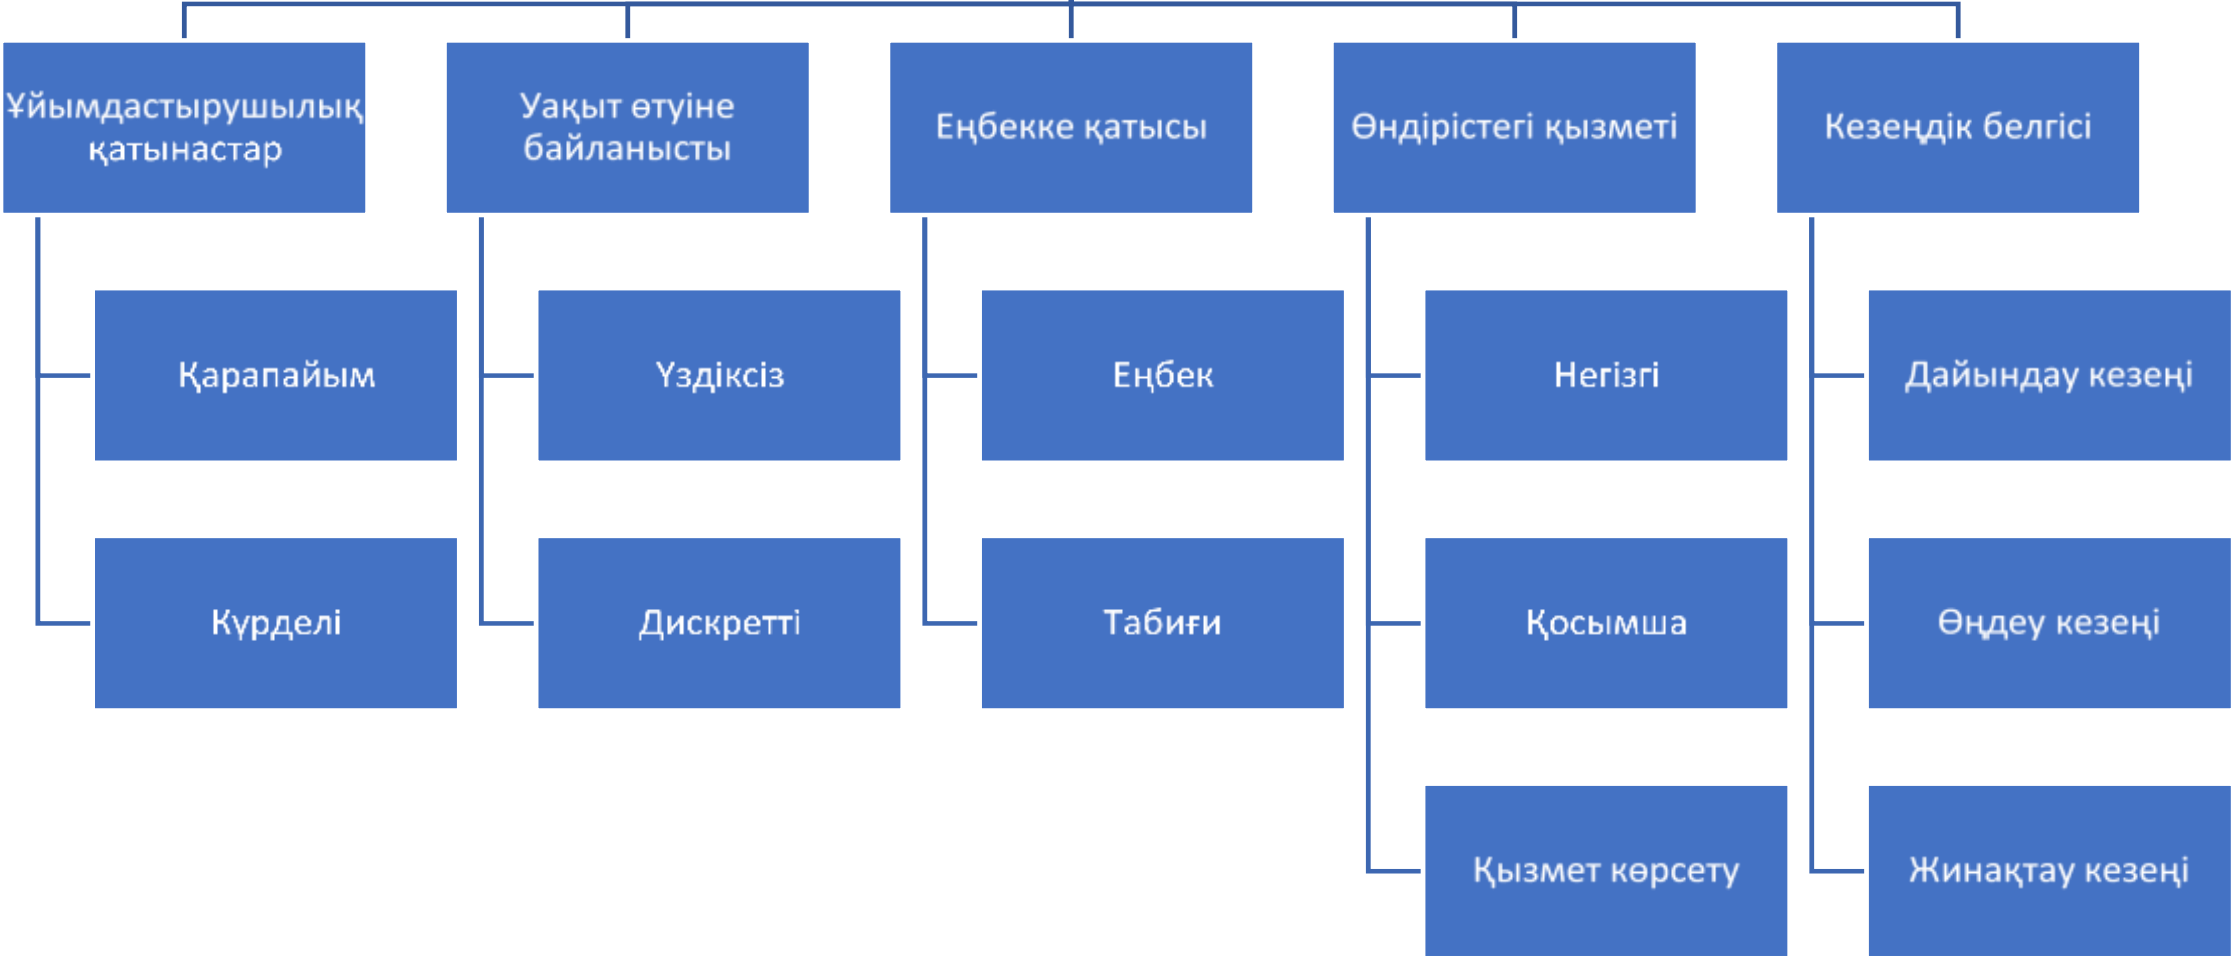 Ұйымдастырушылық
қатынастар
Уақыт өтуіне
байланысты
Еңбекке қатысы
Өндірістегі қызметі
Кезеңдік белгісі
Қарапайым
Үздіксіз
Еңбек
Негізгі
Дайындау кезеңі
Күрделі
Дискретті
Табиғи
Қосымша
Өңдеу кезеңі
Қызмет көрсету
Жинақтау кезеңі